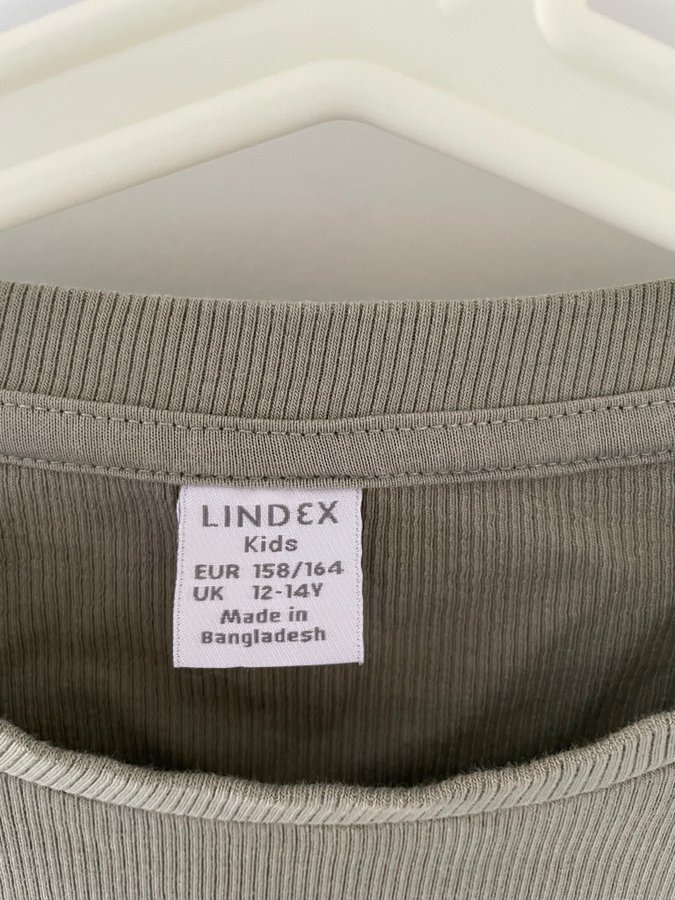 LINDEX
Kids
EUR 158/164
UK 12-14Y
Made in
Bangladesh